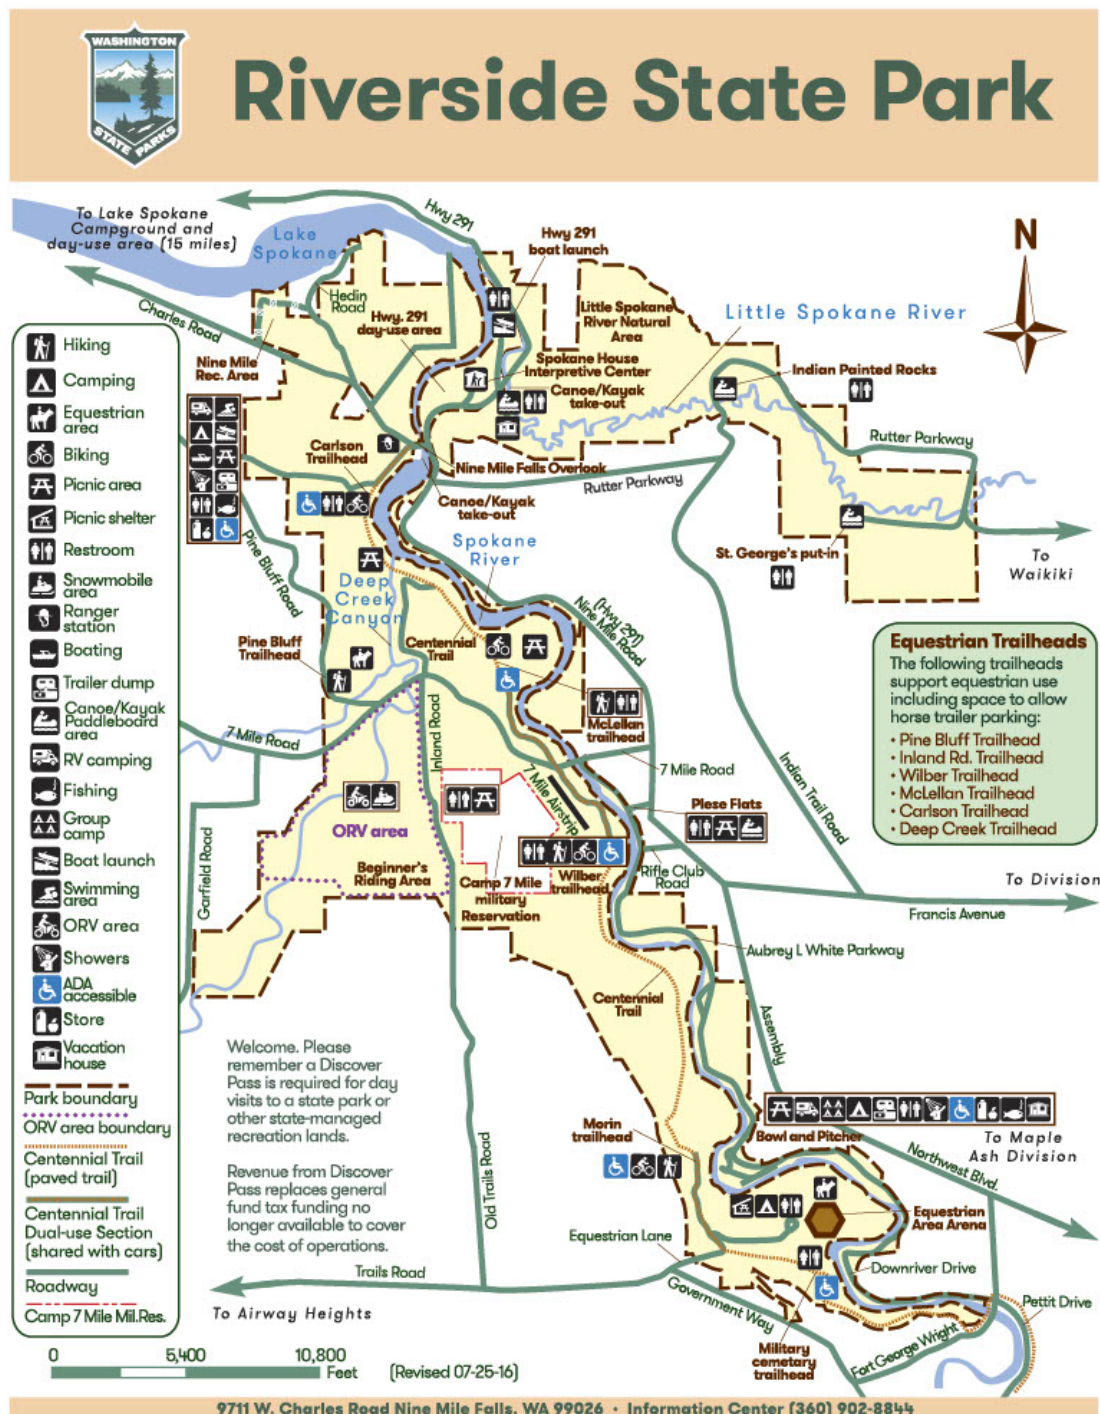 WASHINGTON
STATE PARKS
Riverside State Park
To Lake Spokane
Campground and
day-use area (15 miles)
Lake
Spokane
Hwy 291
Hwy 291
boat launch
N
Charles Road
Hedin
Road
Hwy. 291
day-use area
Little Spokane
River Natural
Area
Little Spokane River
Nine Mile
Rec. Area
Spokane House
Interpretive Center
Canoe/Kayak
take-out
Indian Painted Rocks
Carlson
Trailhead
Nine Mile Falls Overlook
Rutter Parkway
Rutter Parkway
Canoe/Kayak
take-out
Spokane
River
St. George's put-in
To
Waikiki
Pine Bluff Road
Deep
Creek
Canyon
(Hwy 291)
Nine Mile Road
Centennial
Trail
Pine Bluff
Trailhead
McLellan
trailhead
7 Mile Road
Inland Road
7 Mile Road
7 Mile Airstrip
Indian Trail Road
Plese Flats
ORV area
Beginner's
Riding Area
Camp 7 Mile
military
Reservation
Wilber
trailhead
Rifle Club
Road
Garfield Road
To Division
Francis Avenue
Aubrey L White Parkway
Centennial
Trail
Assembly
Morin
trailhead
Bowl and Pitcher
To Maple
Ash Division
Northwest Blvd.
Old Trails Road
Equestrian
Area Arena
Equestrian Lane
Downriver Drive
Trails Road
To Airway Heights
Government Way
Pettit Drive
Fort George Wright
Military
cemetary
trailhead
Hiking
Camping
Equestrian
area
Biking
Picnic area
Picnic shelter
Restroom
Snowmobile
area
Ranger
station
Boating
Trailer dump
Canoe/Kayak
Paddleboard
area
RV camping
Fishing
Group
camp
Boat launch
Swimming
area
ORV area
Showers
ADA
accessible
Store
Vacation
house
Park boundary
ORV area boundary
Centennial Trail
(paved trail)
Centennial Trail
Dual-use Section
(shared with cars)
Roadway
Camp 7 Mile Mil.Res.
Equestrian Trailheads
The following trailheads
support equestrian use
including space to allow
horse trailer parking:
• Pine Bluff Trailhead
• Inland Rd. Trailhead
• Wilber Trailhead
• McLellan Trailhead
• Carlson Trailhead
• Deep Creek Trailhead
Welcome. Please
remember a Discover
Pass is required for day
visits to a state park or
other state-managed
recreation lands.
Revenue from Discover
Pass replaces general
fund tax funding no
longer available to cover
the cost of operations.
0 5,400 10,800
Feet
(Revised 07-25-16)
9711 W. Charles Road Nine Mile Falls, WA 99026 • Information Center (360) 902-8844